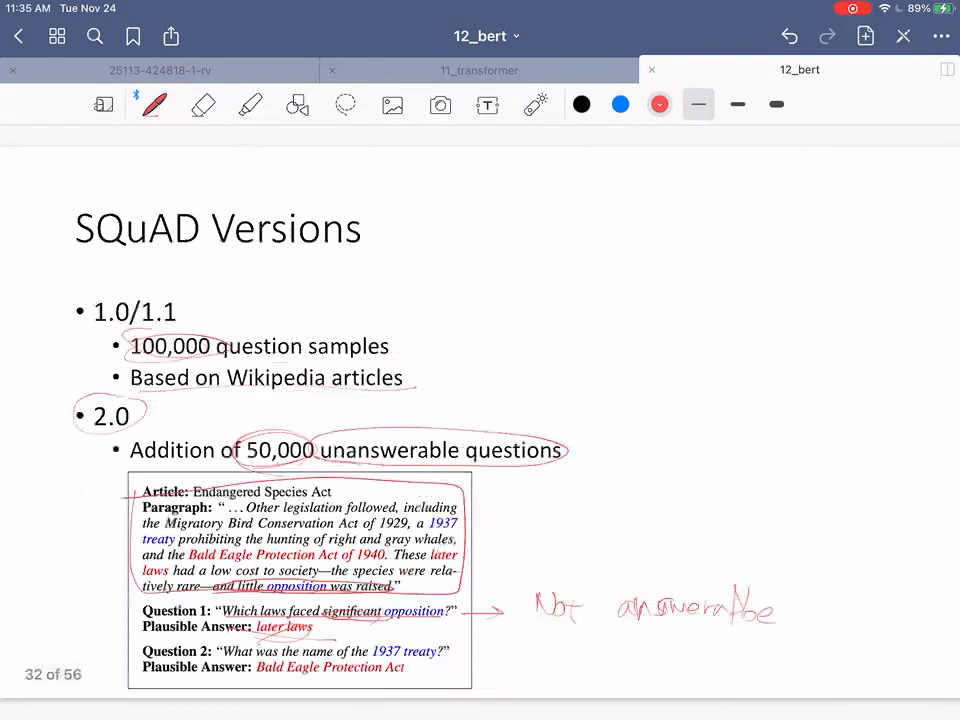 11:35 AM Tue Nov 24
89%
12_bert
25113-424818-1-rv
11_transformer
12_bert
SQuAD Versions
• 1.0/1.1
• 100,000 question samples
• Based on Wikipedia articles
• 2.0
• Addition of 50,000 unanswerable questions
Article: Endangered Species Act
Paragraph: “ …Other legislation followed, including
the Migratory Bird Conservation Act of 1929, a 1937
treaty prohibiting the hunting of right and gray whales,
and the Bald Eagle Protection Act of 1940. These later
laws had a low cost to society—the species were rela-
tively rare—and little opposition was raised.”
Question 1: “Which laws faced significant opposition?”
Plausible Answer: later laws
Not answerable
Question 2: “What was the name of the 1937 treaty?”
Plausible Answer: Bald Eagle Protection Act
32 of 56